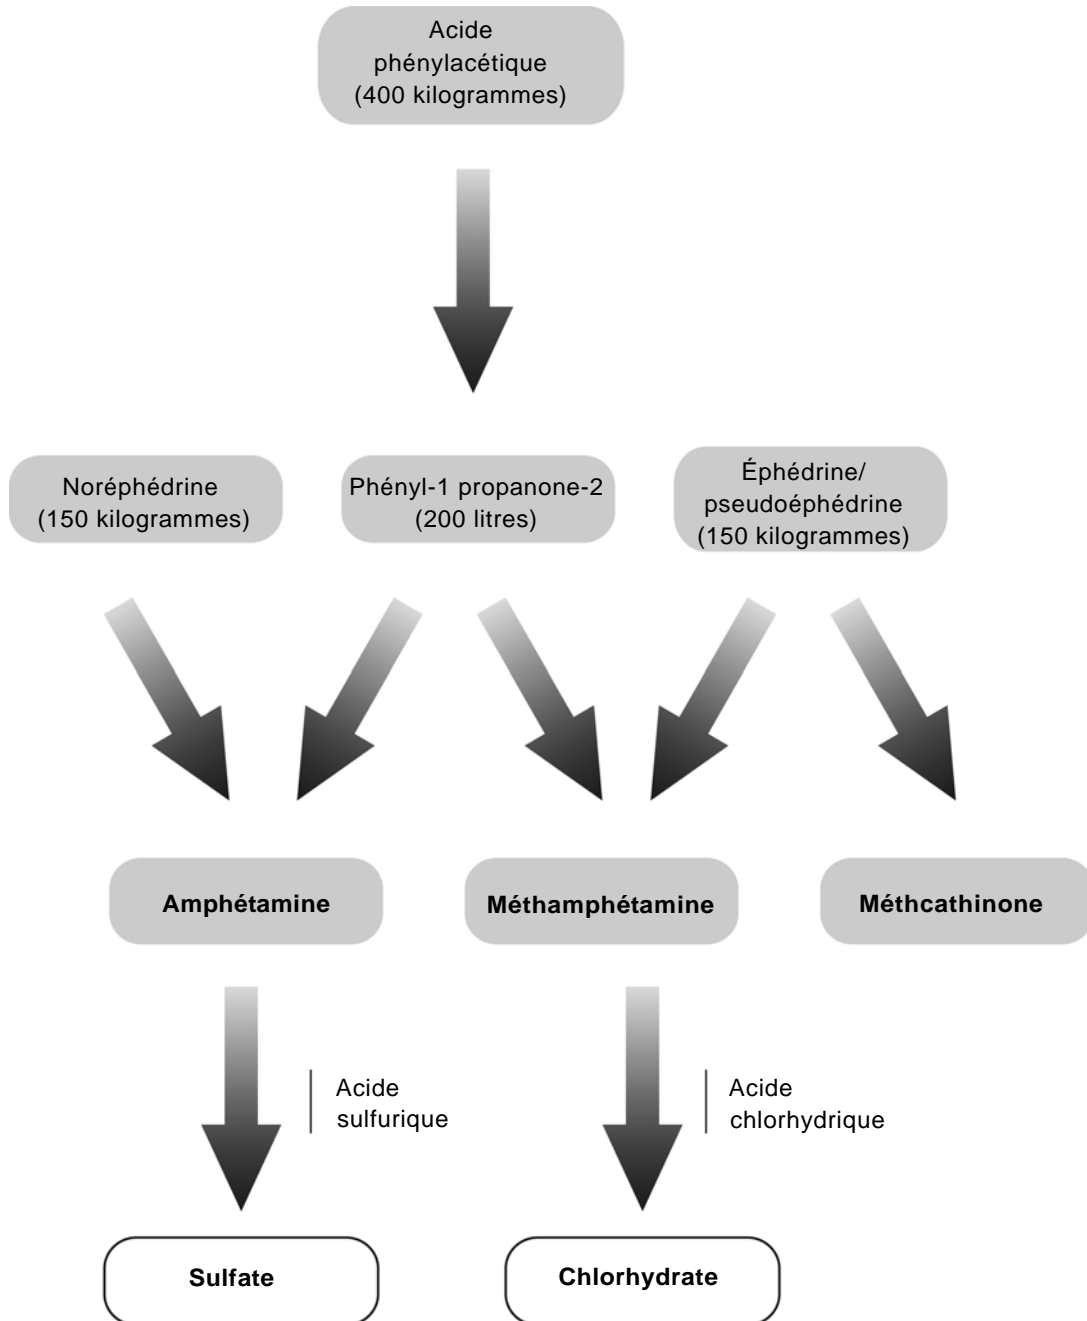 Acide
phénylacétique
(400 kilogrammes)
Noréphédrine
(150 kilogrammes)
Phényl-1 propanone-2
(200 litres)
Éphédrine/
pseudoéphédrine
(150 kilogrammes)
Amphétamine
Méthamphétamine
Méthcathinone
Acide
sulfurique
Acide
chlorhydrique
Sulfate
Chlorhydrate